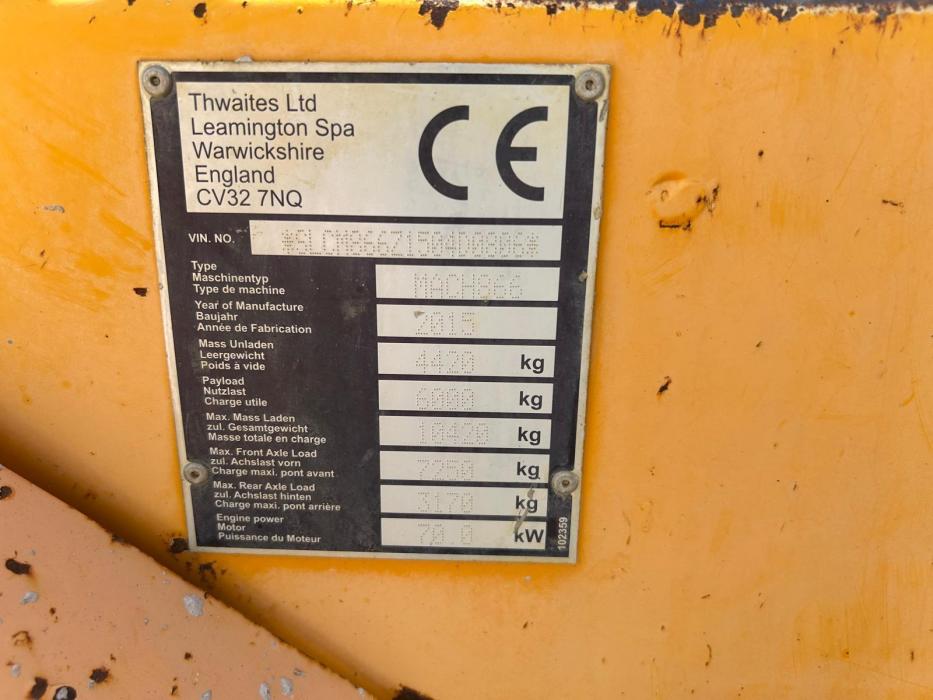 Thwaites Ltd
Leamington Spa
Warwickshire
England
CV32 7NQ
CE
VIN. NO.
Type
Maschinentyp
Type de machine
MACH866
Year of Manufacture
Baujahr
Année de Fabrication
2015
Mass Unladen
Leergewicht
Poids à vide
4420 kg
Payload
Nutzlast
Charge utile
6000 kg
Max. Mass Laden
zul. Gesamtgewicht
Masse totale en charge
10420 kg
Max. Front Axle Load
zul. Achslast vorn
Charge maxi. pont avant
7250 kg
Max. Rear Axle Load
zul. Achslast hinten
Charge maxi. pont arrière
3170 kg
Engine power
Motor
Puissance du Moteur
70.0 kW
102359